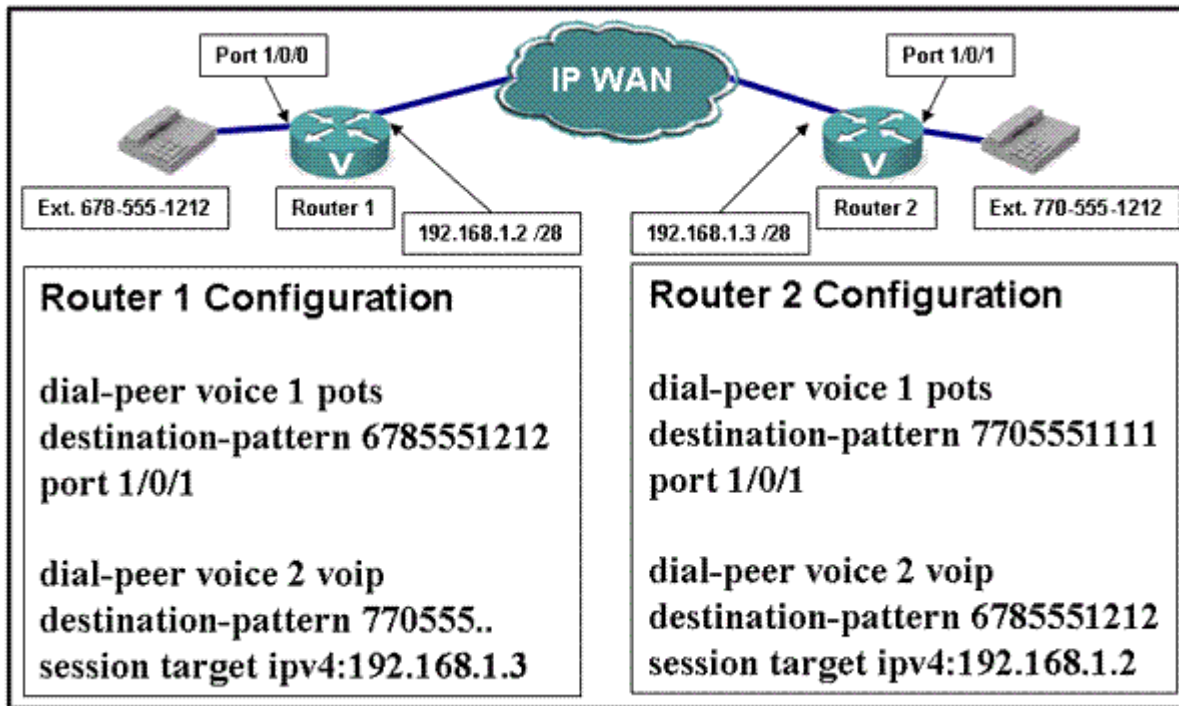 Port 1/0/0
IP WAN
Port 1/0/1
V
V
Ext. 678-555-1212
Router 1
192.168.1.2 /28
192.168.1.3 /28
Router 2
Ext. 770-555-1212
Router 1 Configuration
dial-peer voice 1 pots
destination-pattern 6785551212
port 1/0/1
dial-peer voice 2 voip
destination-pattern 770555..
session target ipv4:192.168.1.3
Router 2 Configuration
dial-peer voice 1 pots
destination-pattern 7705551111
port 1/0/1
dial-peer voice 2 voip
destination-pattern 6785551212
session target ipv4:192.168.1.2